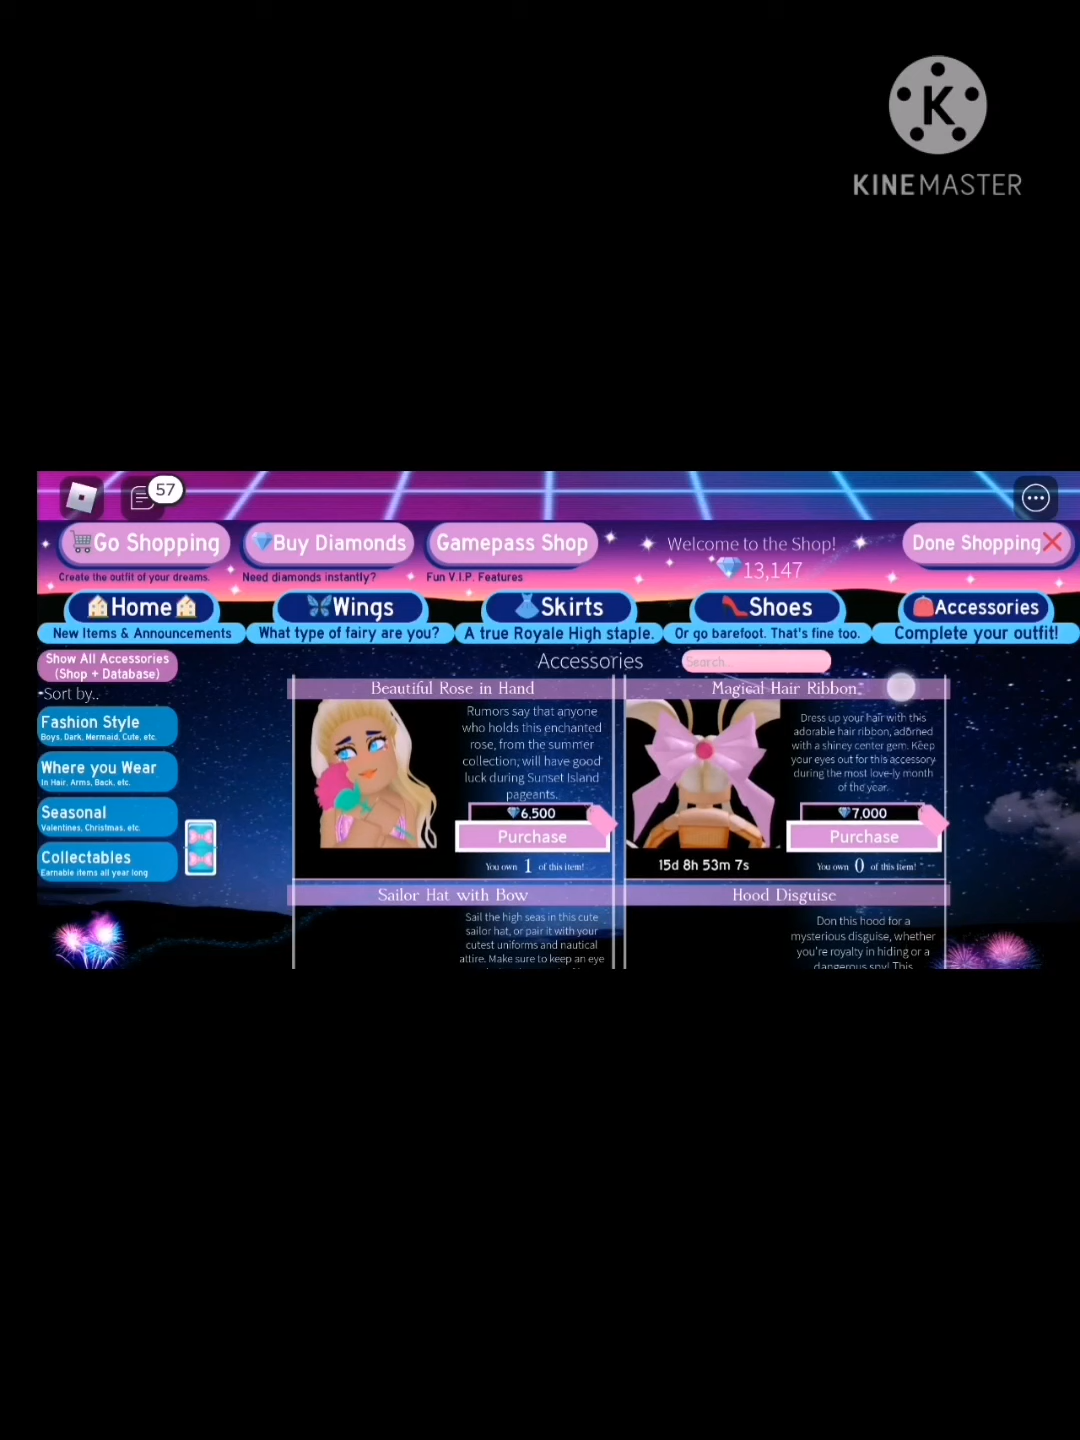 K
KINEMASTER
57
Go Shopping
Buy Diamonds
Gamepass Shop
Welcome to the Shop!
Done Shopping
Create the outfit of your dreams.
Need diamonds instantly?
Fun V.I.P. Features
13,147
Home
Wings
Skirts
Shoes
Accessories
New Items & Announcements
What type of fairy are you?
A true Royale High staple.
Or go barefoot. That's fine too.
Complete your outfit!
Show All Accessories
(Shop + Database)
Accessories
Search...
Sort by..
Fashion Style
Boys, Dark, Mermaid, Cute, etc.
Where you Wear
In Hair, Arms, Back, etc.
Seasonal
Valentines, Christmas, etc.
Collectables
Earnable items all year long
Beautiful Rose in Hand
Rumors say that anyone
who holds this enchanted
rose, from the summer
collection; will have good
luck during Sunset Island
pageants.
6,500
Purchase
You own 1 of this item!
Magical Hair Ribbon
Dress up your hair with this
adorable hair ribbon, adorned
with a shiney center gem. Keep
your eyes out for this accessory
during the most love-ly month
of the year.
7,000
Purchase
15d 8h 53m 7s
You own 0 of this item!
Sailor Hat with Bow
Sail the high seas in this cute
sailor hat, or pair it with your
cutest uniforms and nautical
attire. Make sure to keep an eye
Hood Disguise
Don this hood for a
mysterious disguise, whether
you're royalty in hiding or a
dangerous spy! This